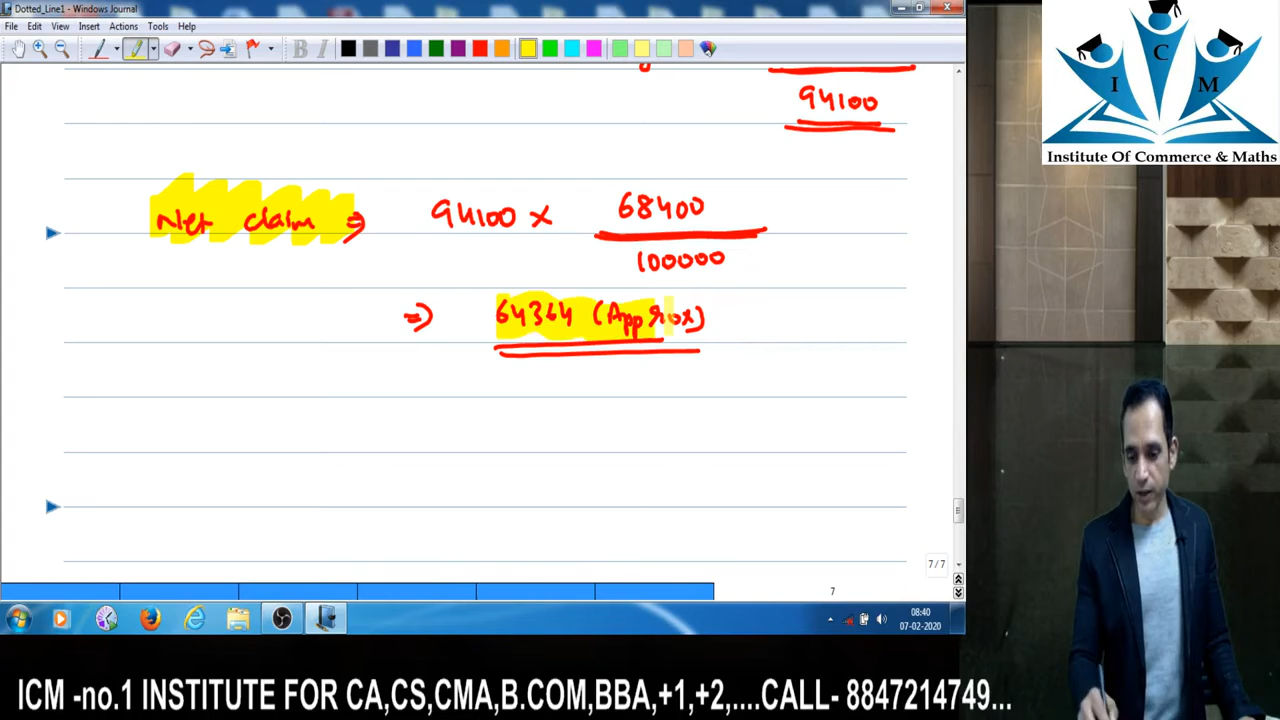 Dotted_Line1 - Windows Journal
File Edit View Insert Actions Tools
B I
94100
Net claim ⇒ 94100 × 68400
100000
⇒ 64364 (Approx)
7/7
7
08:40
07-02-2020
I C M
Institute Of Commerce & Maths
ICM -no.1 INSTITUTE FOR CA,CS,CMA,B.COM,BBA,+1,+2,....CALL- 8847214749...